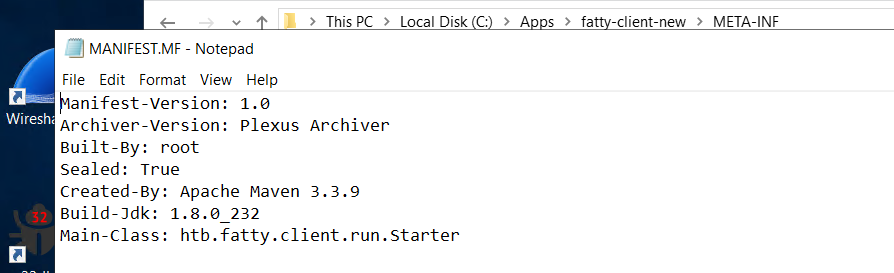 This PC > Local Disk (C:) > Apps > fatty-client-new > META-INF
MANIFEST.MF - Notepad
File Edit Format View Help
Manifest-Version: 1.0
Archiver-Version: Plexus Archiver
Built-By: root
Sealed: True
Created-By: Apache Maven 3.3.9
Build-Jdk: 1.8.0_232
Main-Class: htb.fatty.client.run.Starter
Wiresha
32